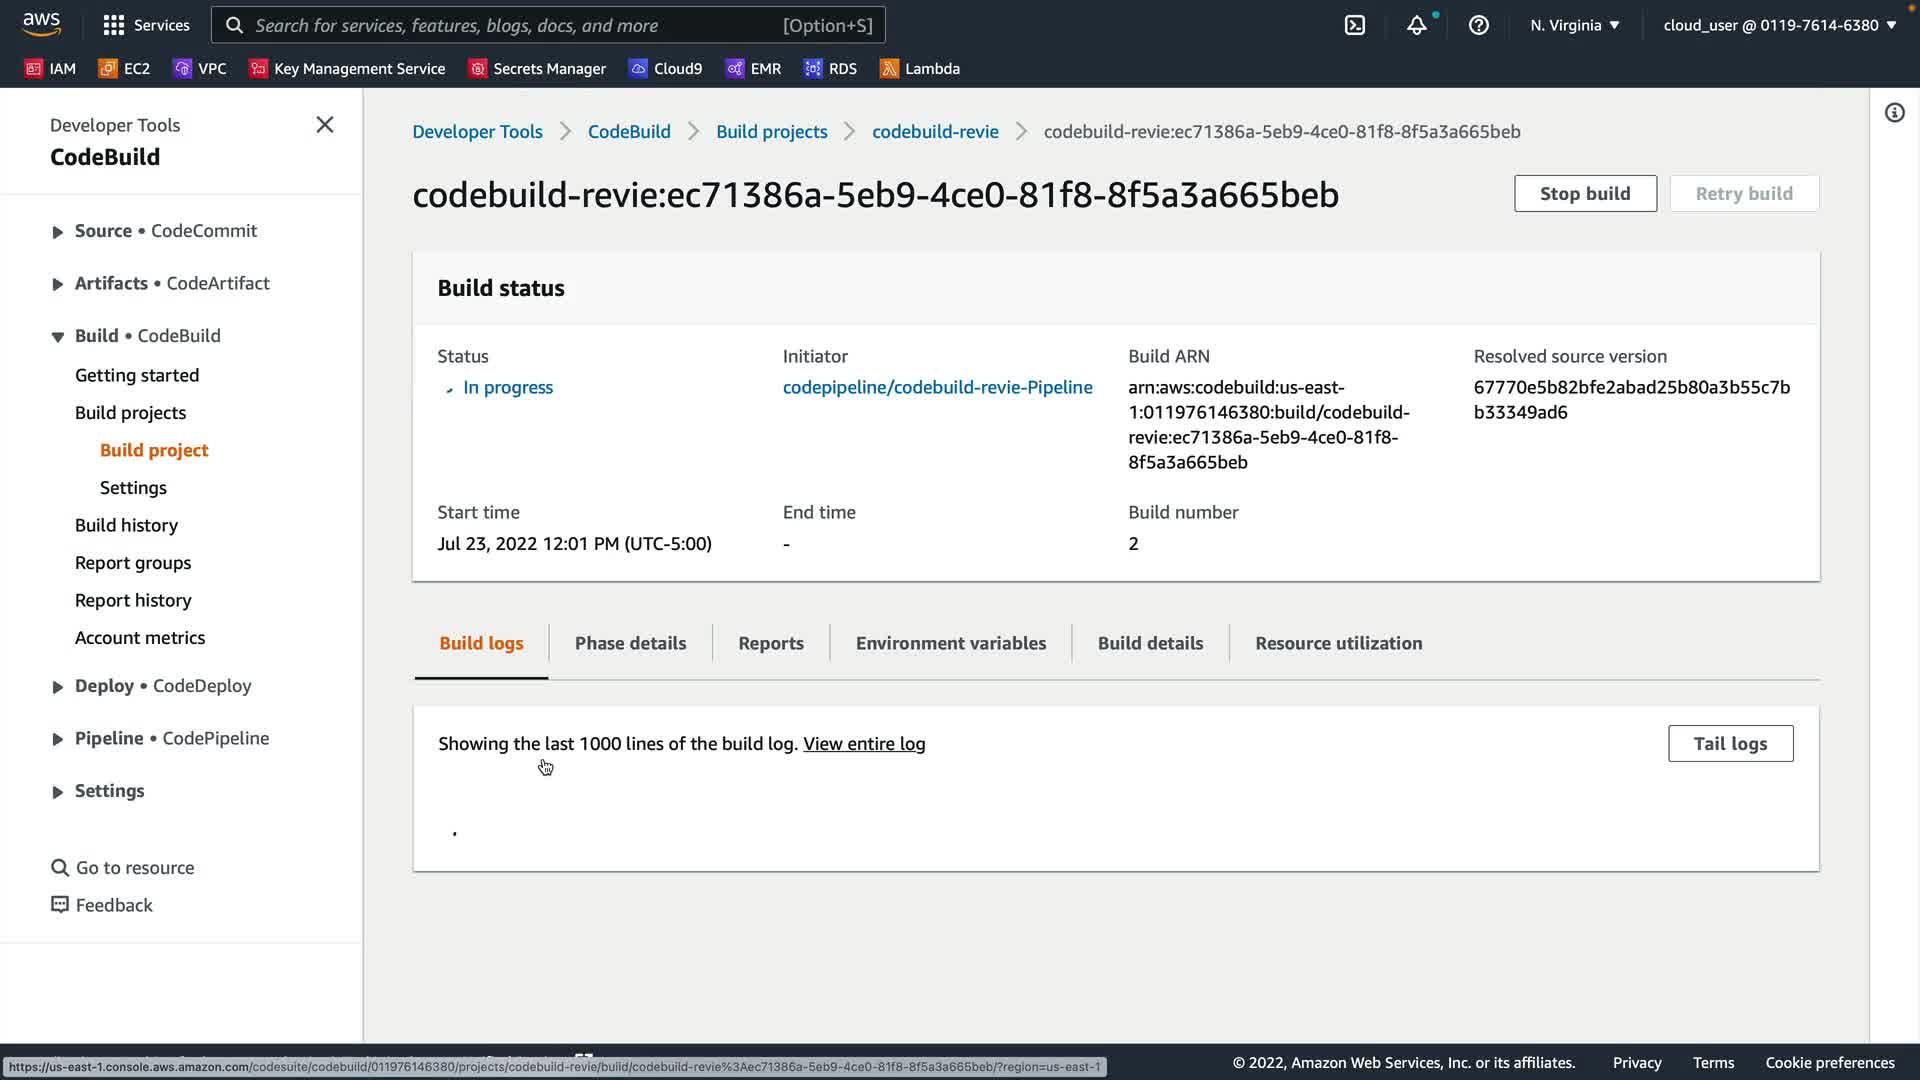 aws
Services
Search for services, features, blogs, docs, and more
[Option+S]
N. Virginia
cloud_user @ 0119-7614-6380
IAM
EC2
VPC
Key Management Service
Secrets Manager
Cloud9
EMR
RDS
Lambda
Developer Tools
CodeBuild
Source • CodeCommit
Artifacts • CodeArtifact
Build • CodeBuild
Getting started
Build projects
Build project
Settings
Build history
Report groups
Report history
Account metrics
Deploy • CodeDeploy
Pipeline • CodePipeline
Settings
Go to resource
Feedback
Developer Tools
CodeBuild
Build projects
codebuild-revie
codebuild-revie:ec71386a-5eb9-4ce0-81f8-8f5a3a665beb
codebuild-revie:ec71386a-5eb9-4ce0-81f8-8f5a3a665beb
Stop build
Retry build
Build status
Status
In progress
Initiator
codepipeline/codebuild-revie-Pipeline
Build ARN
arn:aws:codebuild:us-east-
1:011976146380:build/codebuild-
revie:ec71386a-5eb9-4ce0-81f8-
8f5a3a665beb
Resolved source version
67770e5b82bfe2abad25b80a3b55c7b
b33349ad6
Start time
Jul 23, 2022 12:01 PM (UTC-5:00)
End time
-
Build number
2
Build logs
Phase details
Reports
Environment variables
Build details
Resource utilization
Showing the last 1000 lines of the build log. View entire log
Tail logs
https://us-east-1.console.aws.amazon.com/codesuite/codebuild/011976146380/projects/codebuild-revie/build/codebuild-revie%3Aec71386a-5eb9-4ce0-81f8-8f5a3a665beb/?region=us-east-1
© 2022, Amazon Web Services, Inc. or its affiliates.
Privacy
Terms
Cookie preferences